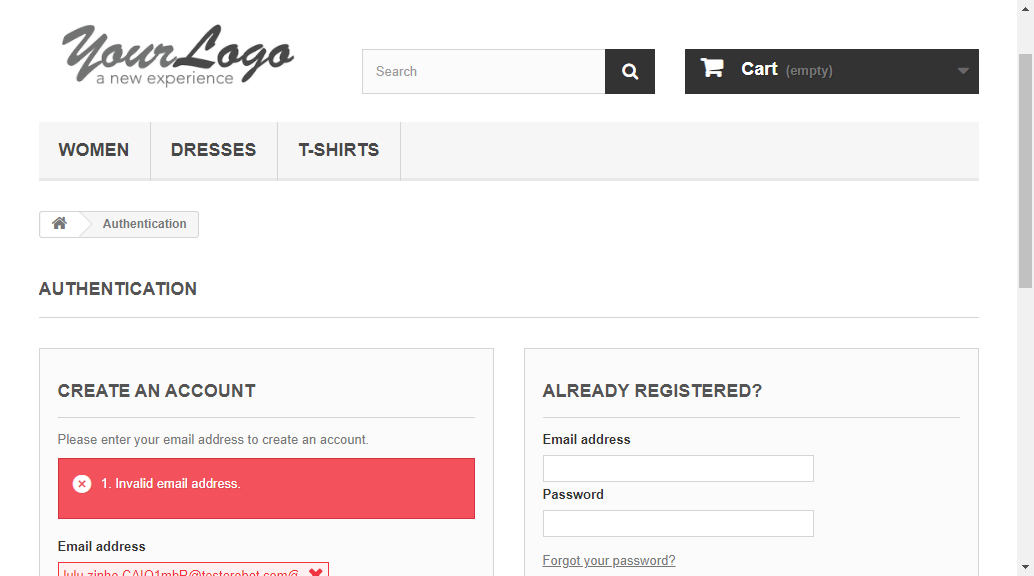 YourLogo
a new experience
Search
Cart (empty)
WOMEN DRESSES T-SHIRTS
Authentication
AUTHENTICATION
CREATE AN ACCOUNT
Please enter your email address to create an account.
1. Invalid email address.
Email address
ALREADY REGISTERED?
Email address
Password
Forgot your password?